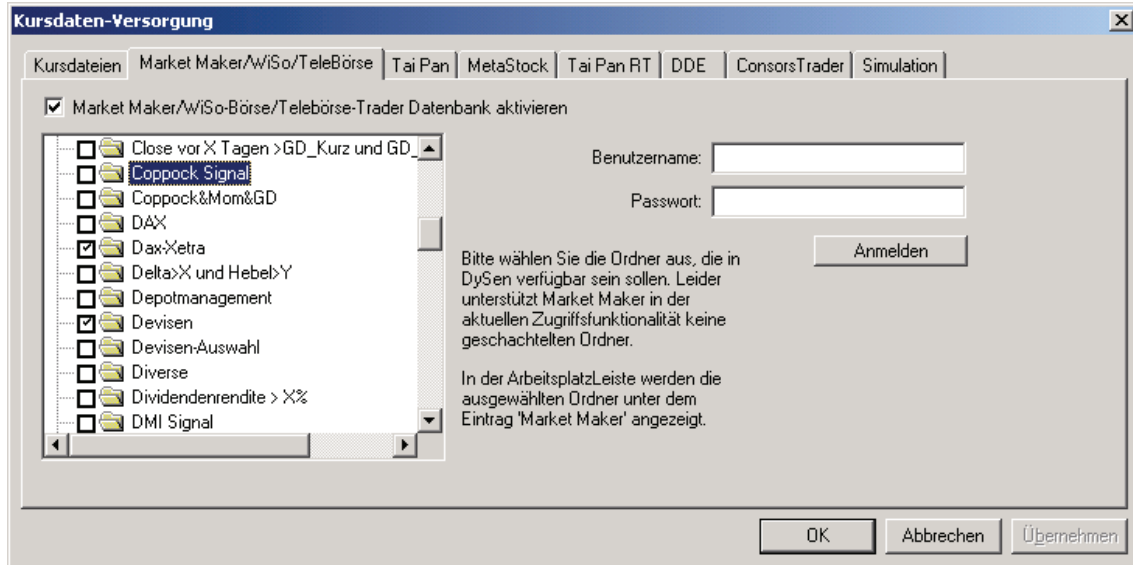 Kursdaten-Versorgung
Kursdateien Market Maker/WiSo/TeleBörse Tai Pan MetaStock Tai Pan RT DDE ConsorsTrader Simulation
Market Maker/WiSo-Börse/Telebörse-Trader Datenbank aktivieren
Close vor X Tagen >GD_Kurz und GD_
Coppock Signal
Coppock&Mom&GD
DAX
Dax-Xetra
Delta>X und Hebel>Y
Depotmanagement
Devisen
Devisen-Auswahl
Diverse
Dividendenrendite > X%
DMI Signal
Benutzername:
Passwort:
Anmelden
Bitte wählen Sie die Ordner aus, die in
DySen verfügbar sein sollen. Leider
unterstützt Market Maker in der
aktuellen Zugriffsfunktionalität keine
geschachtelten Ordner.
In der ArbeitsplatzLeiste werden die
ausgewählten Ordner unter dem
Eintrag 'Market Maker' angezeigt.
OK Abbrechen Übernehmen